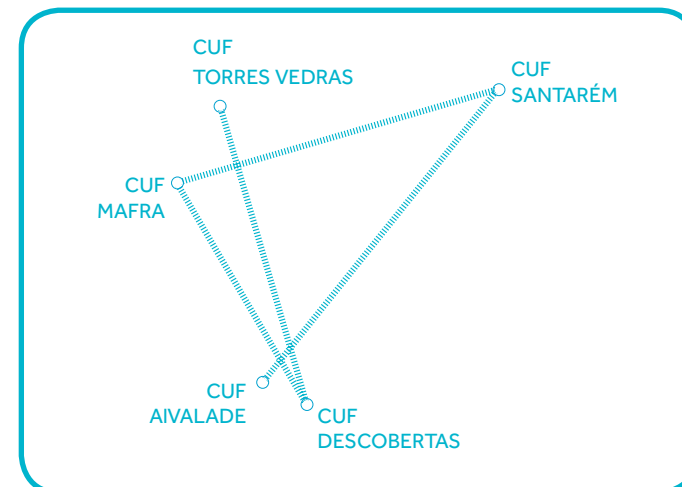 CUF
TORRES VEDRAS
CUF
SANTARÉM
CUF
MAFRA
CUF
AIVALADE
CUF
DESCOBERTAS